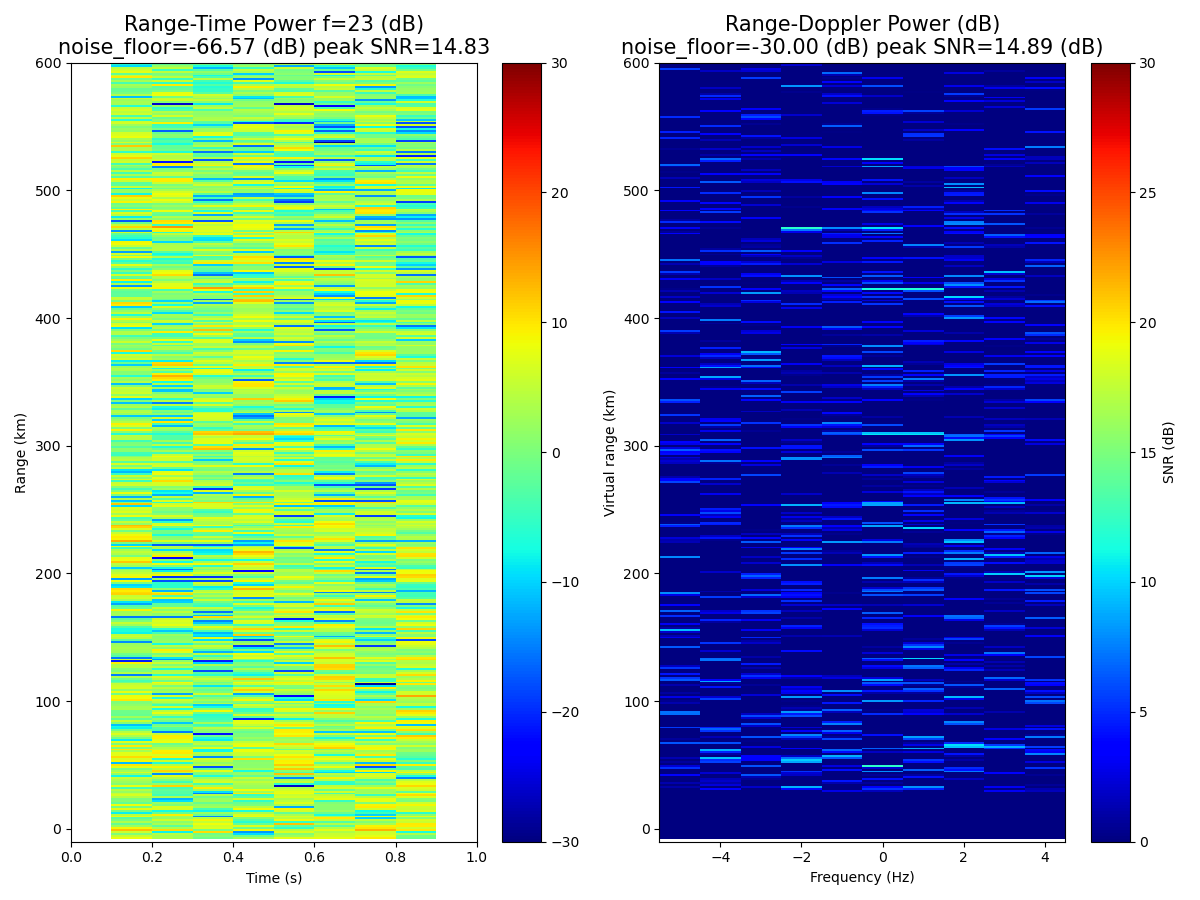 Range-Time Power f=23 (dB)
noise_floor=-66.57 (dB) peak SNR=14.83
Range (km)
600
500
400
300
200
100
0
0.0 0.2 0.4 0.6 0.8 1.0
Time (s)
30
20
10
0
−10
−20
−30
Range-Doppler Power (dB)
noise_floor=-30.00 (dB) peak SNR=14.89 (dB)
Virtual range (km)
600
500
400
300
200
100
0
−4 −2 0 2 4
Frequency (Hz)
30
25
20
15
10
5
0
SNR (dB)